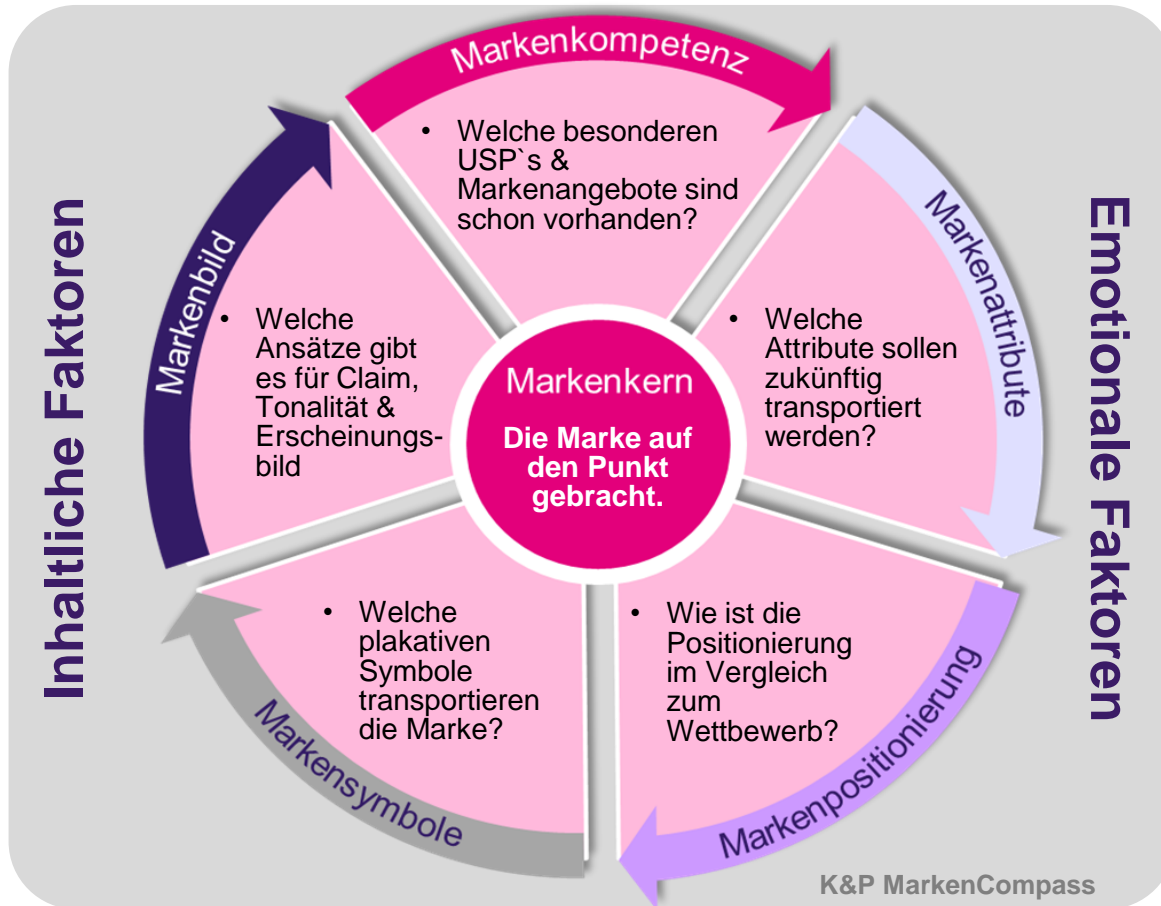 Inhaltliche Faktoren
Emotionale Faktoren
Markenkompetenz
• Welche besonderen
USP`s &
Markenangebote sind
schon vorhanden?
Markenattribute
• Welche
Attribute sollen
zukünftig
transportiert
werden?
Markenpositionierung
• Wie ist die
Positionierung
im Vergleich
zum
Wettbewerb?
Markensymbole
• Welche
plakativen
Symbole
transportieren
die Marke?
Markenbild
• Welche
Ansätze gibt
es für Claim,
Tonalität &
Erscheinungs-
bild
Markenkern
Die Marke auf
den Punkt
gebracht.
K&P MarkenCompass